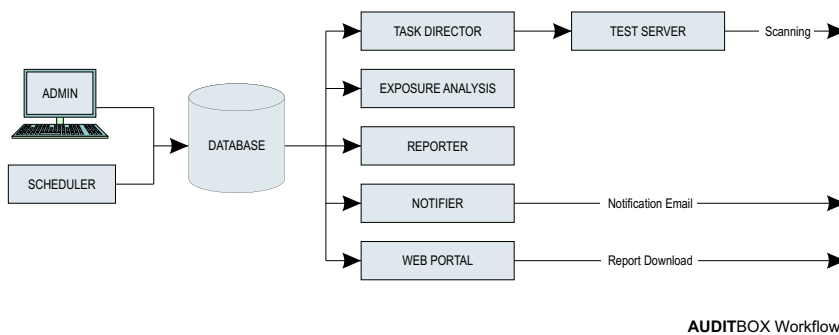 TASK DIRECTOR
TEST SERVER
Scanning
ADMIN
EXPOSURE ANALYSIS
DATABASE
REPORTER
SCHEDULER
NOTIFIER
Notification Email
WEB PORTAL
Report Download
AUDITBOX Workflow